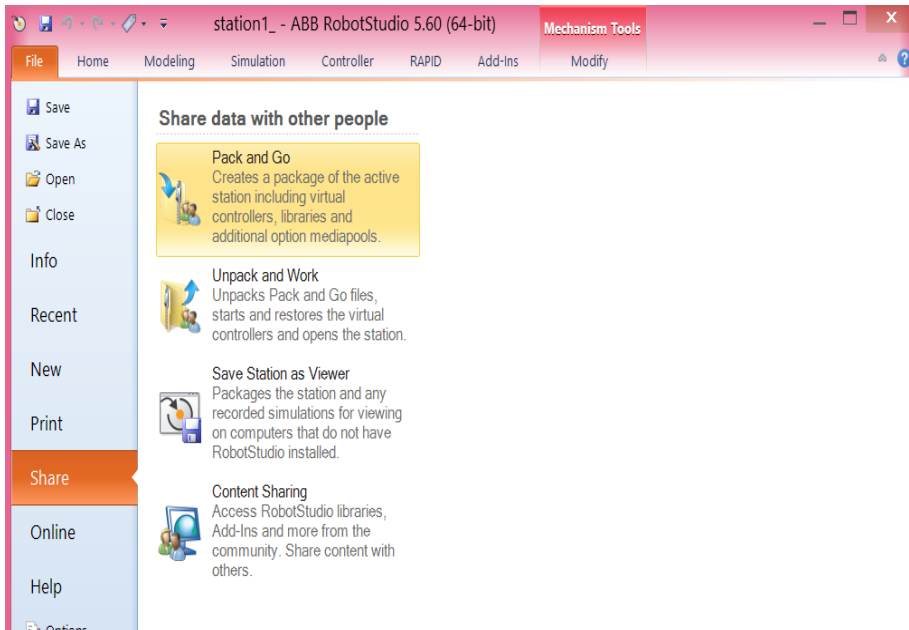 station1_ - ABB RobotStudio 5.60 (64-bit)
Mechanism Tools
File Home Modeling Simulation Controller RAPID Add-Ins Modify
Save
Save As
Open
Close
Info
Recent
New
Print
Share
Online
Help
Options
Share data with other people
Pack and Go
Creates a package of the active
station including virtual
controllers, libraries and
additional option mediapools.
Unpack and Work
Unpacks Pack and Go files,
starts and restores the virtual
controllers and opens the station.
Save Station as Viewer
Packages the station and any
recorded simulations for viewing
on computers that do not have
RobotStudio installed.
Content Sharing
Access RobotStudio libraries,
Add-Ins and more from the
community. Share content with
others.